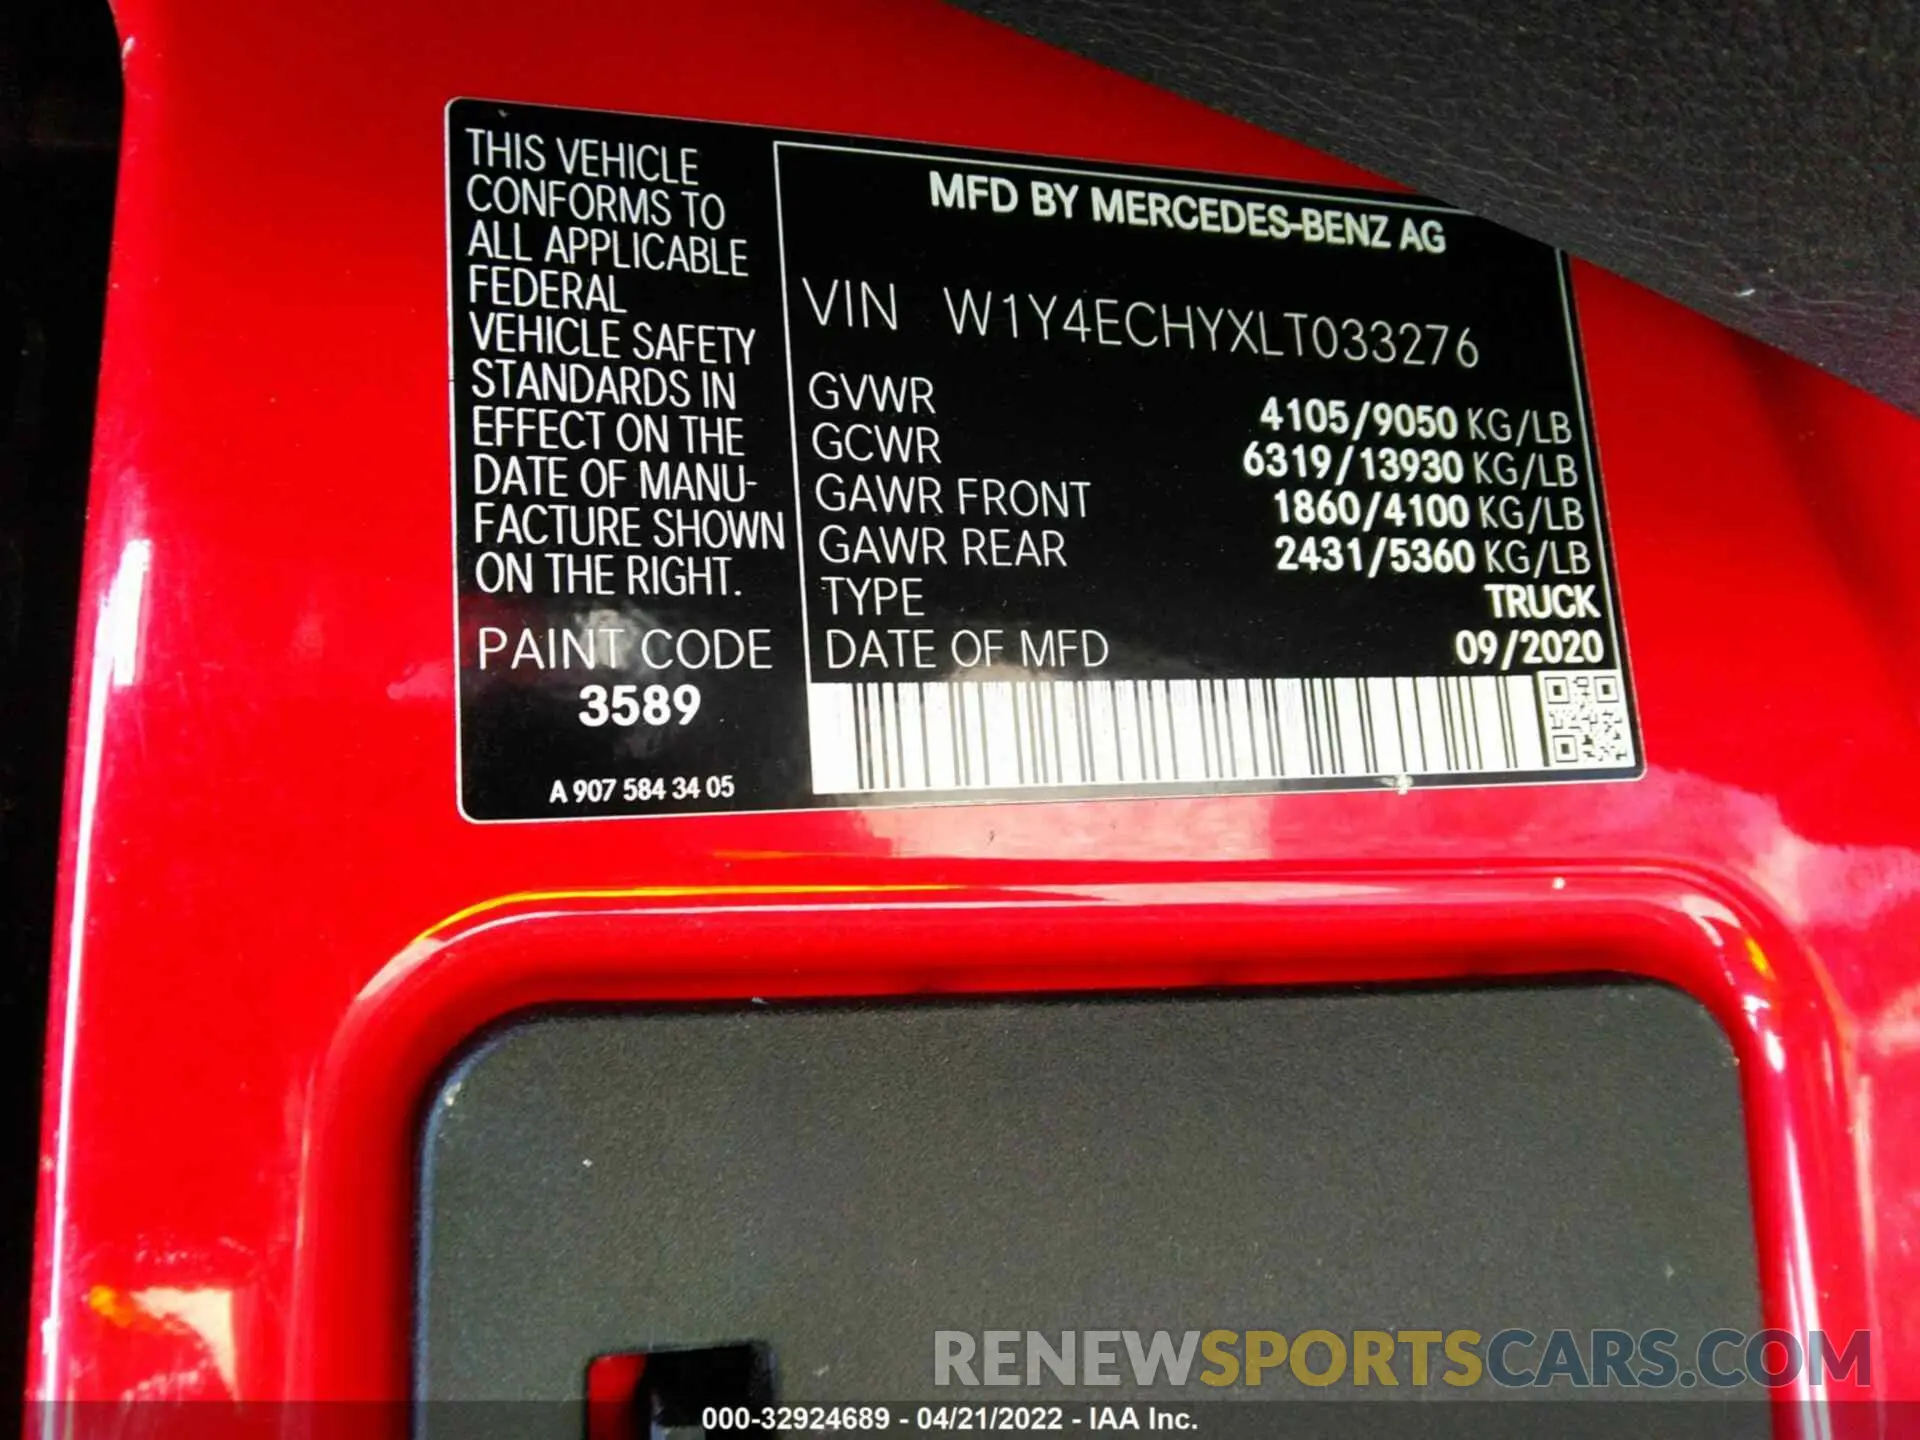 THIS VEHICLE
CONFORMS TO
ALL APPLICABLE
FEDERAL
VEHICLE SAFETY
STANDARDS IN
EFFECT ON THE
DATE OF MANU-
FACTURE SHOWN
ON THE RIGHT.
PAINT CODE
3589
A 907 584 34 05
MFD BY MERCEDES-BENZ AG
VIN W1Y4ECHYXLT033276
GVWR 4105/9050 KG/LB
GCWR 6319/13930 KG/LB
GAWR FRONT 1860/4100 KG/LB
GAWR REAR 2431/5360 KG/LB
TYPE TRUCK
DATE OF MFD 09/2020
RENEWSPORTSCARS.COM
000-32924689 - 04/21/2022 - IAA Inc.